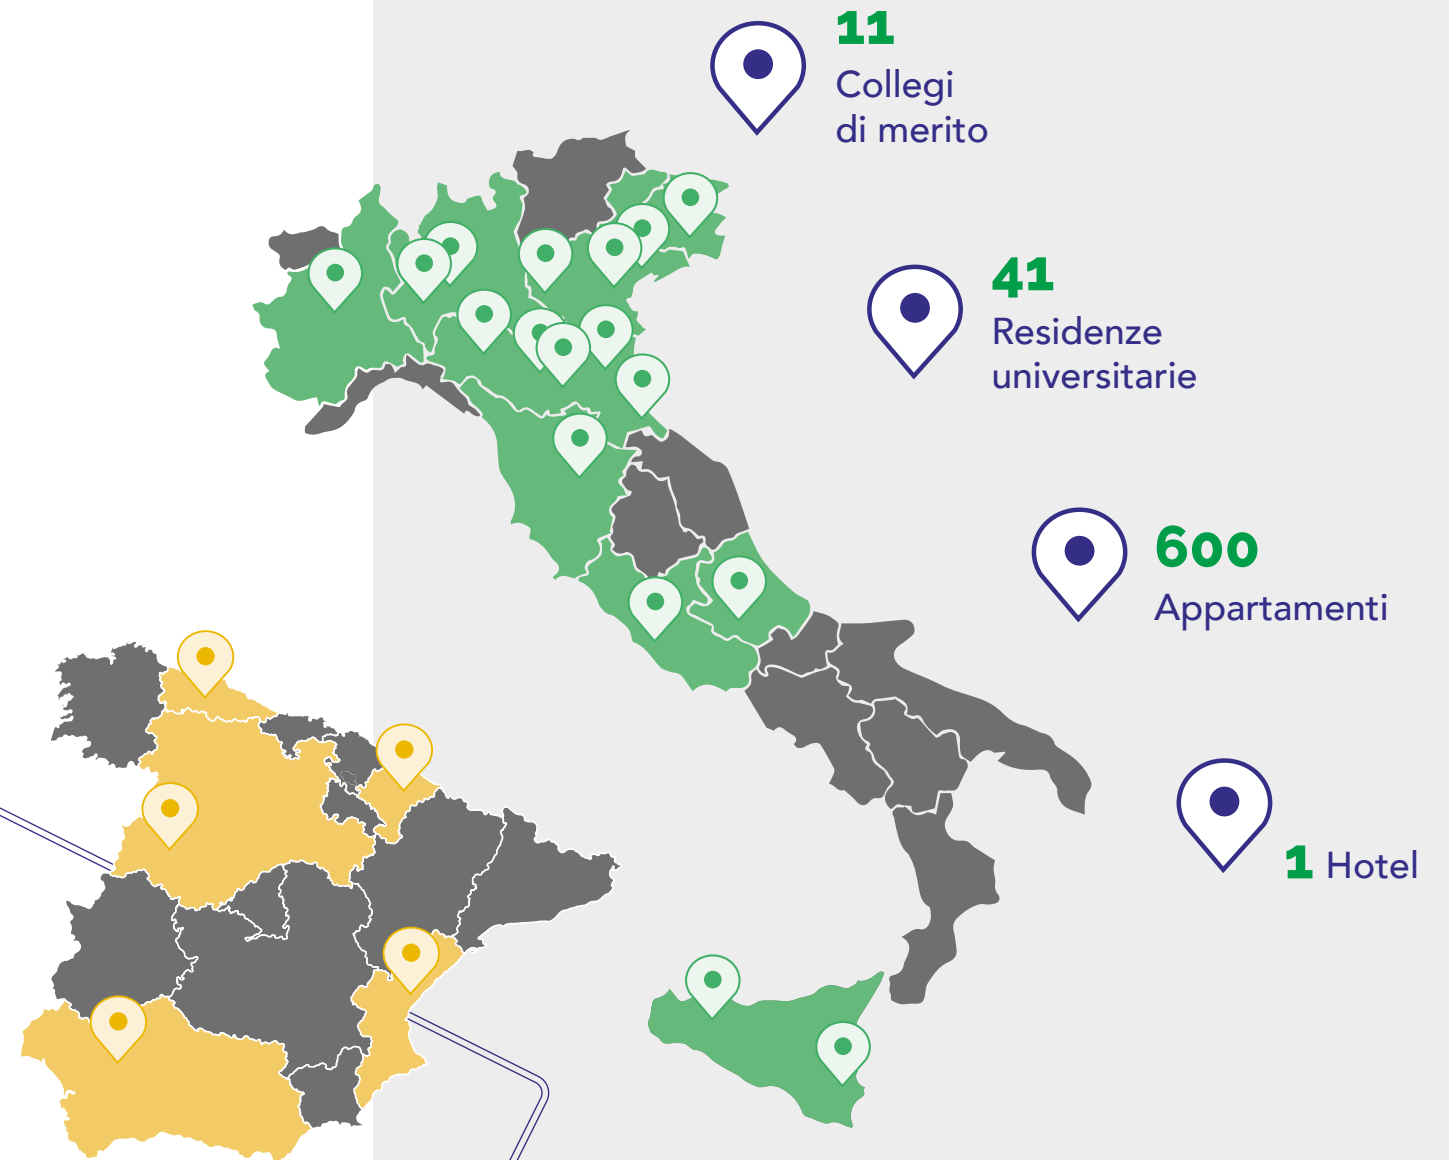 11
Collegi
di merito
41
Residenze
universitarie
600
Appartamenti
1 Hotel